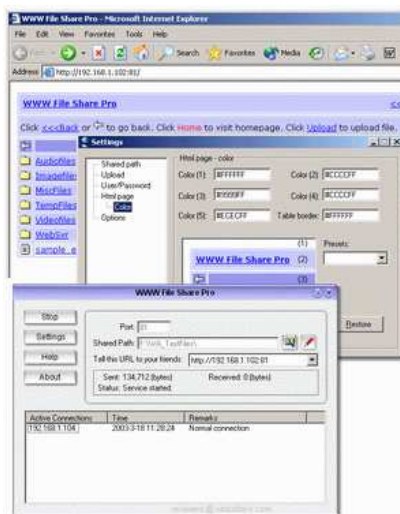 WWW File Share Pro - Microsoft Internet Explorer
File Edit View Favorites Tools Help
Search Favorites Media
Address http://192.168.1.102:81/
WWW File Share Pro
Click <<<Back or to go back. Click Home to visit homepage. Click Upload to upload file.
Settings
Audiofiles
Imagefiles
MiscFiles
TempFiles
Videofiles
WebSvr
sample
Shared path
Upload
User/Password
Html page
Color
Options
Html page - color
Color (1): #FFFFFF Color (2): #CCCCFF
Color (3): #9999FF Color (4): #CCCCFF
Color (5): #ECECFF Table border: #FFFFFF
(1) Presets:
WWW File Share Pro (2)
(3)
Restore
WWW File Share Pro
Stop
Settings
Help
About
Port: 81
Shared Path:
Tell this URL to your friends: http://192.168.1.102:81
Sent: 134,712 (bytes) Received: 0 (bytes)
Status: Service started.
Active Connections Time Remarks
192.168.1.104 2003-3-18 11:28:24 Normal connection